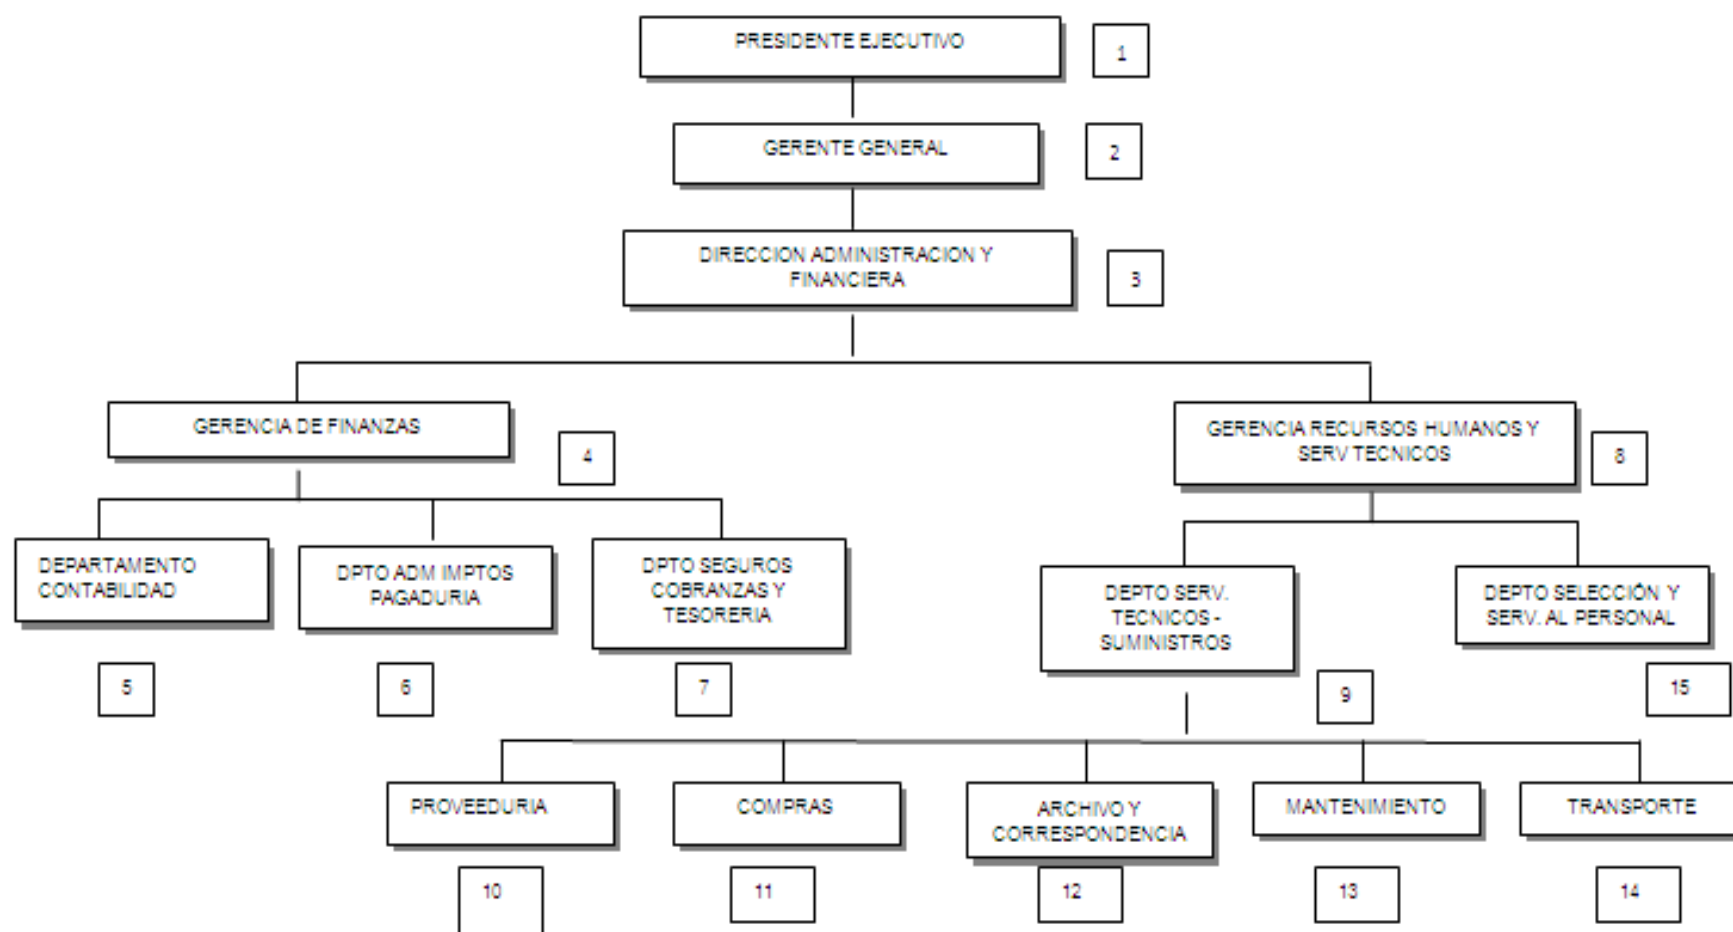 PRESIDENTE EJECUTIVO
1
GERENTE GENERAL
2
DIRECCION ADMINISTRACION Y
FINANCIERA
3
GERENCIA DE FINANZAS
4
GERENCIA RECURSOS HUMANOS Y
SERV TECNICOS
8
DEPARTAMENTO
CONTABILIDAD
5
DPTO ADM IMPTOS
PAGADURIA
6
DPTO SEGUROS
COBRANZAS Y
TESORERIA
7
DEPTO SERV.
TECNICOS -
SUMINISTROS
9
DEPTO SELECCIÓN Y
SERV. AL PERSONAL
15
PROVEEDURIA
10
COMPRAS
11
ARCHIVO Y
CORRESPONDENCIA
12
MANTENIMIENTO
13
TRANSPORTE
14